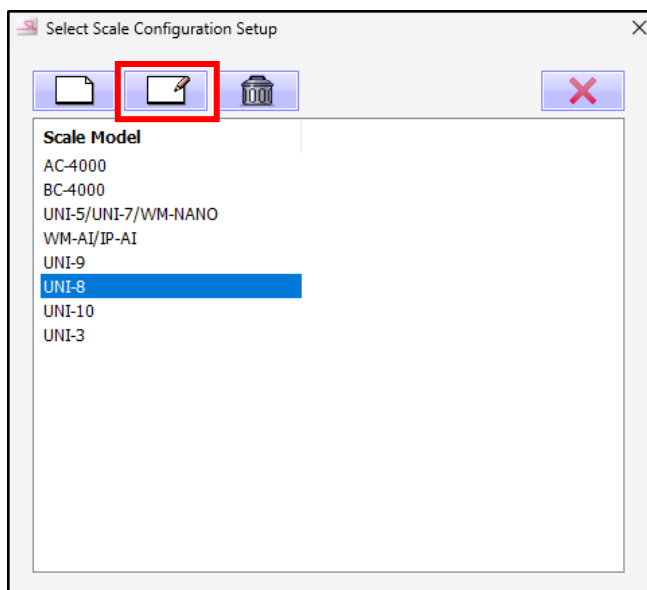 Select Scale Configuration Setup
Scale Model
AC-4000
BC-4000
UNI-5/UNI-7/WM-NANO
WM-AI/IP-AI
UNI-9
UNI-8
UNI-10
UNI-3